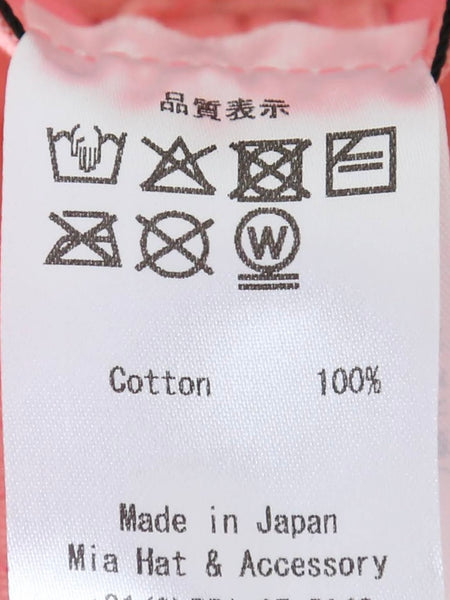 品質表示
W
Cotton 100%
Made in Japan
Mia Hat & Accessory